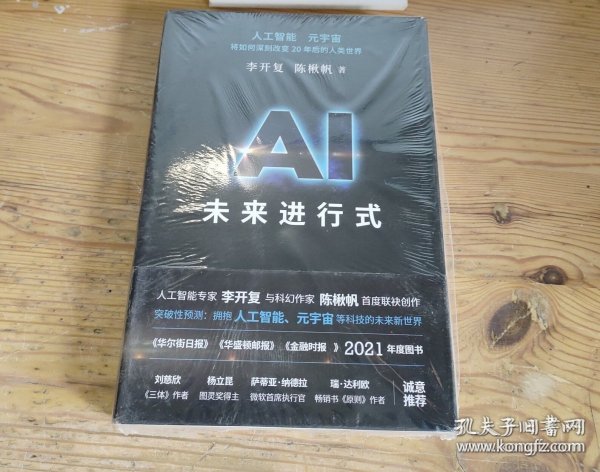 人工智能 元宇宙
将如何深刻改变20年后的人类世界
李开复 陈楸帆 著
AI
未来进行式
人工智能专家 李开复 与科幻作家 陈楸帆 首度联袂创作
突破性预测：拥抱 人工智能、元宇宙 等科技的未来新世界
《华尔街日报》《华盛顿邮报》《金融时报》2021 年度图书
刘慈欣 杨立昆 萨蒂亚·纳德拉 瑞·达利欧 诚意
《三体》作者 图灵奖得主 微软首席执行官 畅销书《原则》作者 推荐
孔夫子旧书网
www.kongfz.com